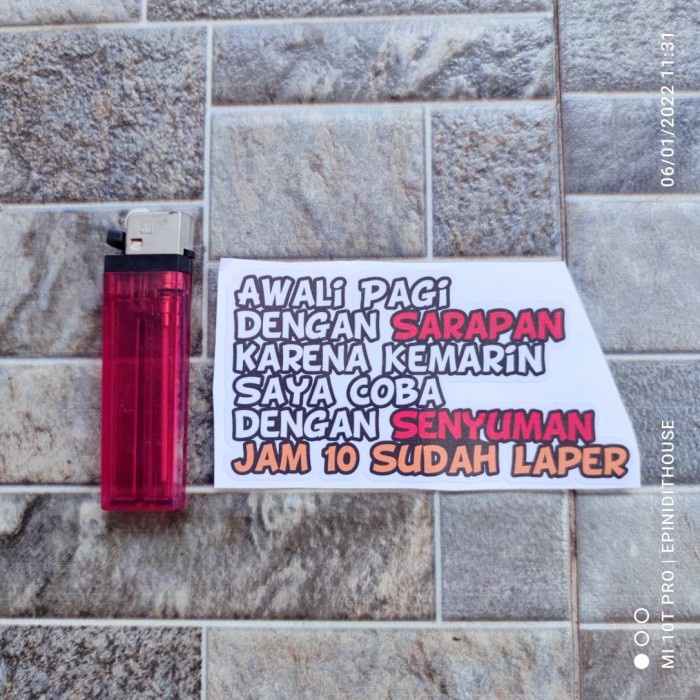 AWALi PAGi
DENGAN SARAPAN
KARENA KEMARiN
SAYA COBA
DENGAN SENYUMAN
JAM 10 SUDAH LAPER
06/01/2022 11:31
MI 10T PRO | EPINIDITHOUSE